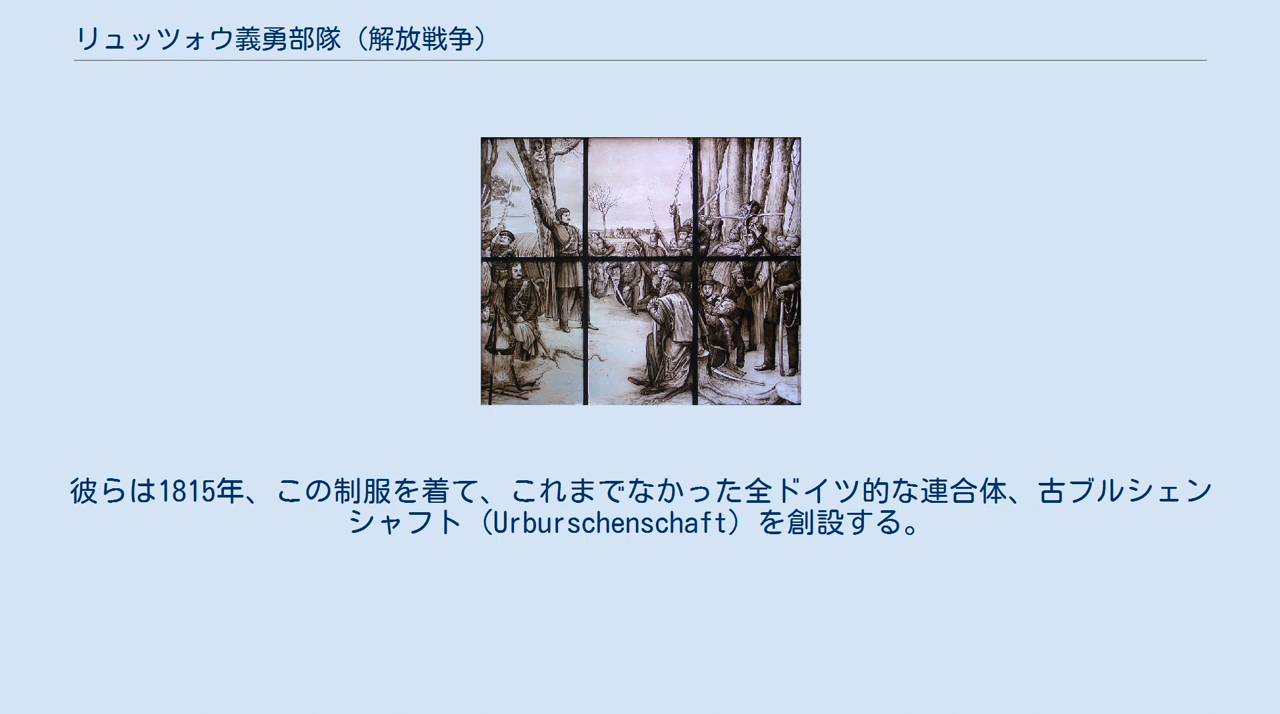 リュッツォウ義勇部隊（解放戦争）
彼らは1815年、この制服を着て、これまでなかった全ドイツ的な連合体、古ブルシェン
シャフト（Urburschenschaft）を創設する。